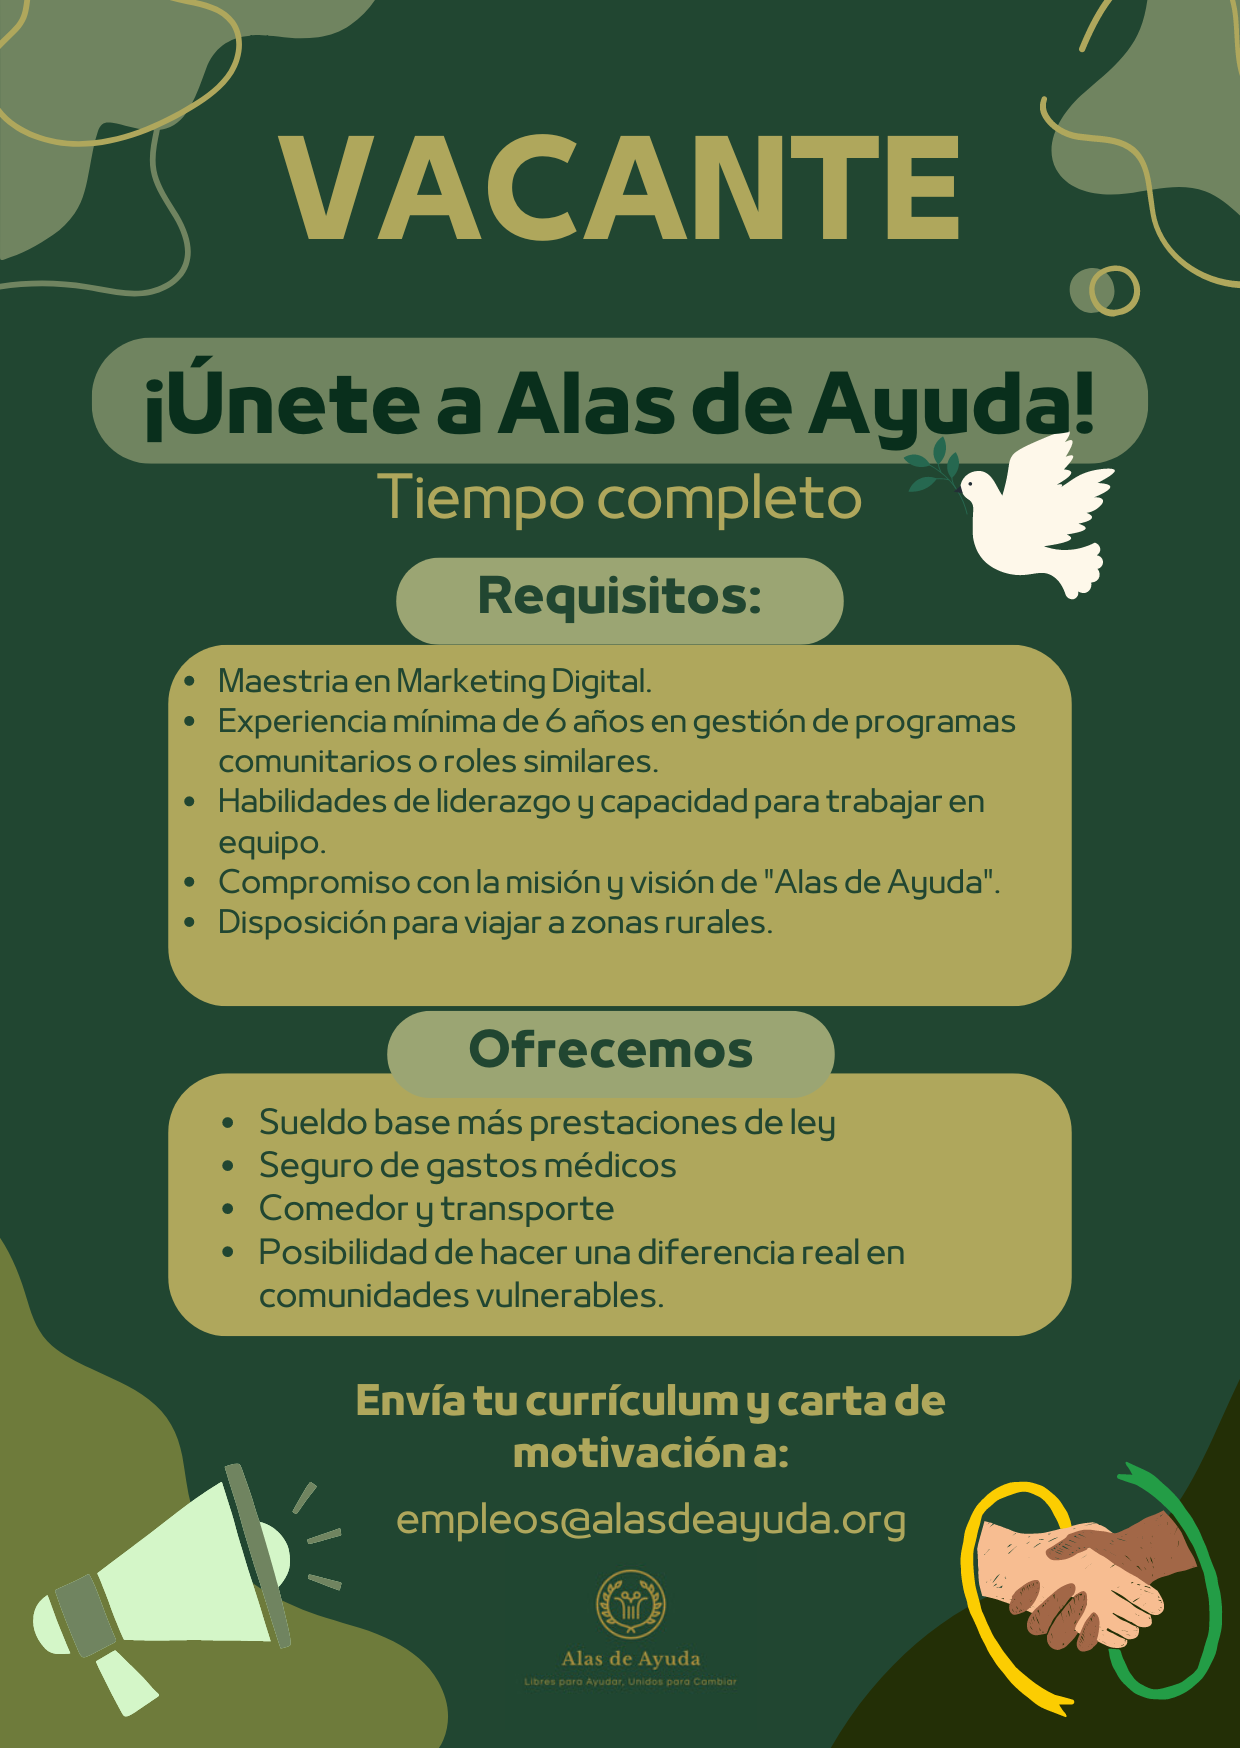 VACANTE
¡Únete a Alas de Ayuda!
Tiempo completo
Requisitos:
• Maestria en Marketing Digital.
• Experiencia mínima de 6 años en gestión de programas
comunitarios o roles similares.
• Habilidades de liderazgo y capacidad para trabajar en
equipo.
• Compromiso con la misión y visión de "Alas de Ayuda".
• Disposición para viajar a zonas rurales.
Ofrecemos
• Sueldo base más prestaciones de ley
• Seguro de gastos médicos
• Comedor y transporte
• Posibilidad de hacer una diferencia real en
comunidades vulnerables.
Envía tu currículum y carta de
motivación a:
empleos@alasdeayuda.org
Alas de Ayuda
Libres para Ayudar, Unidos para Cambiar